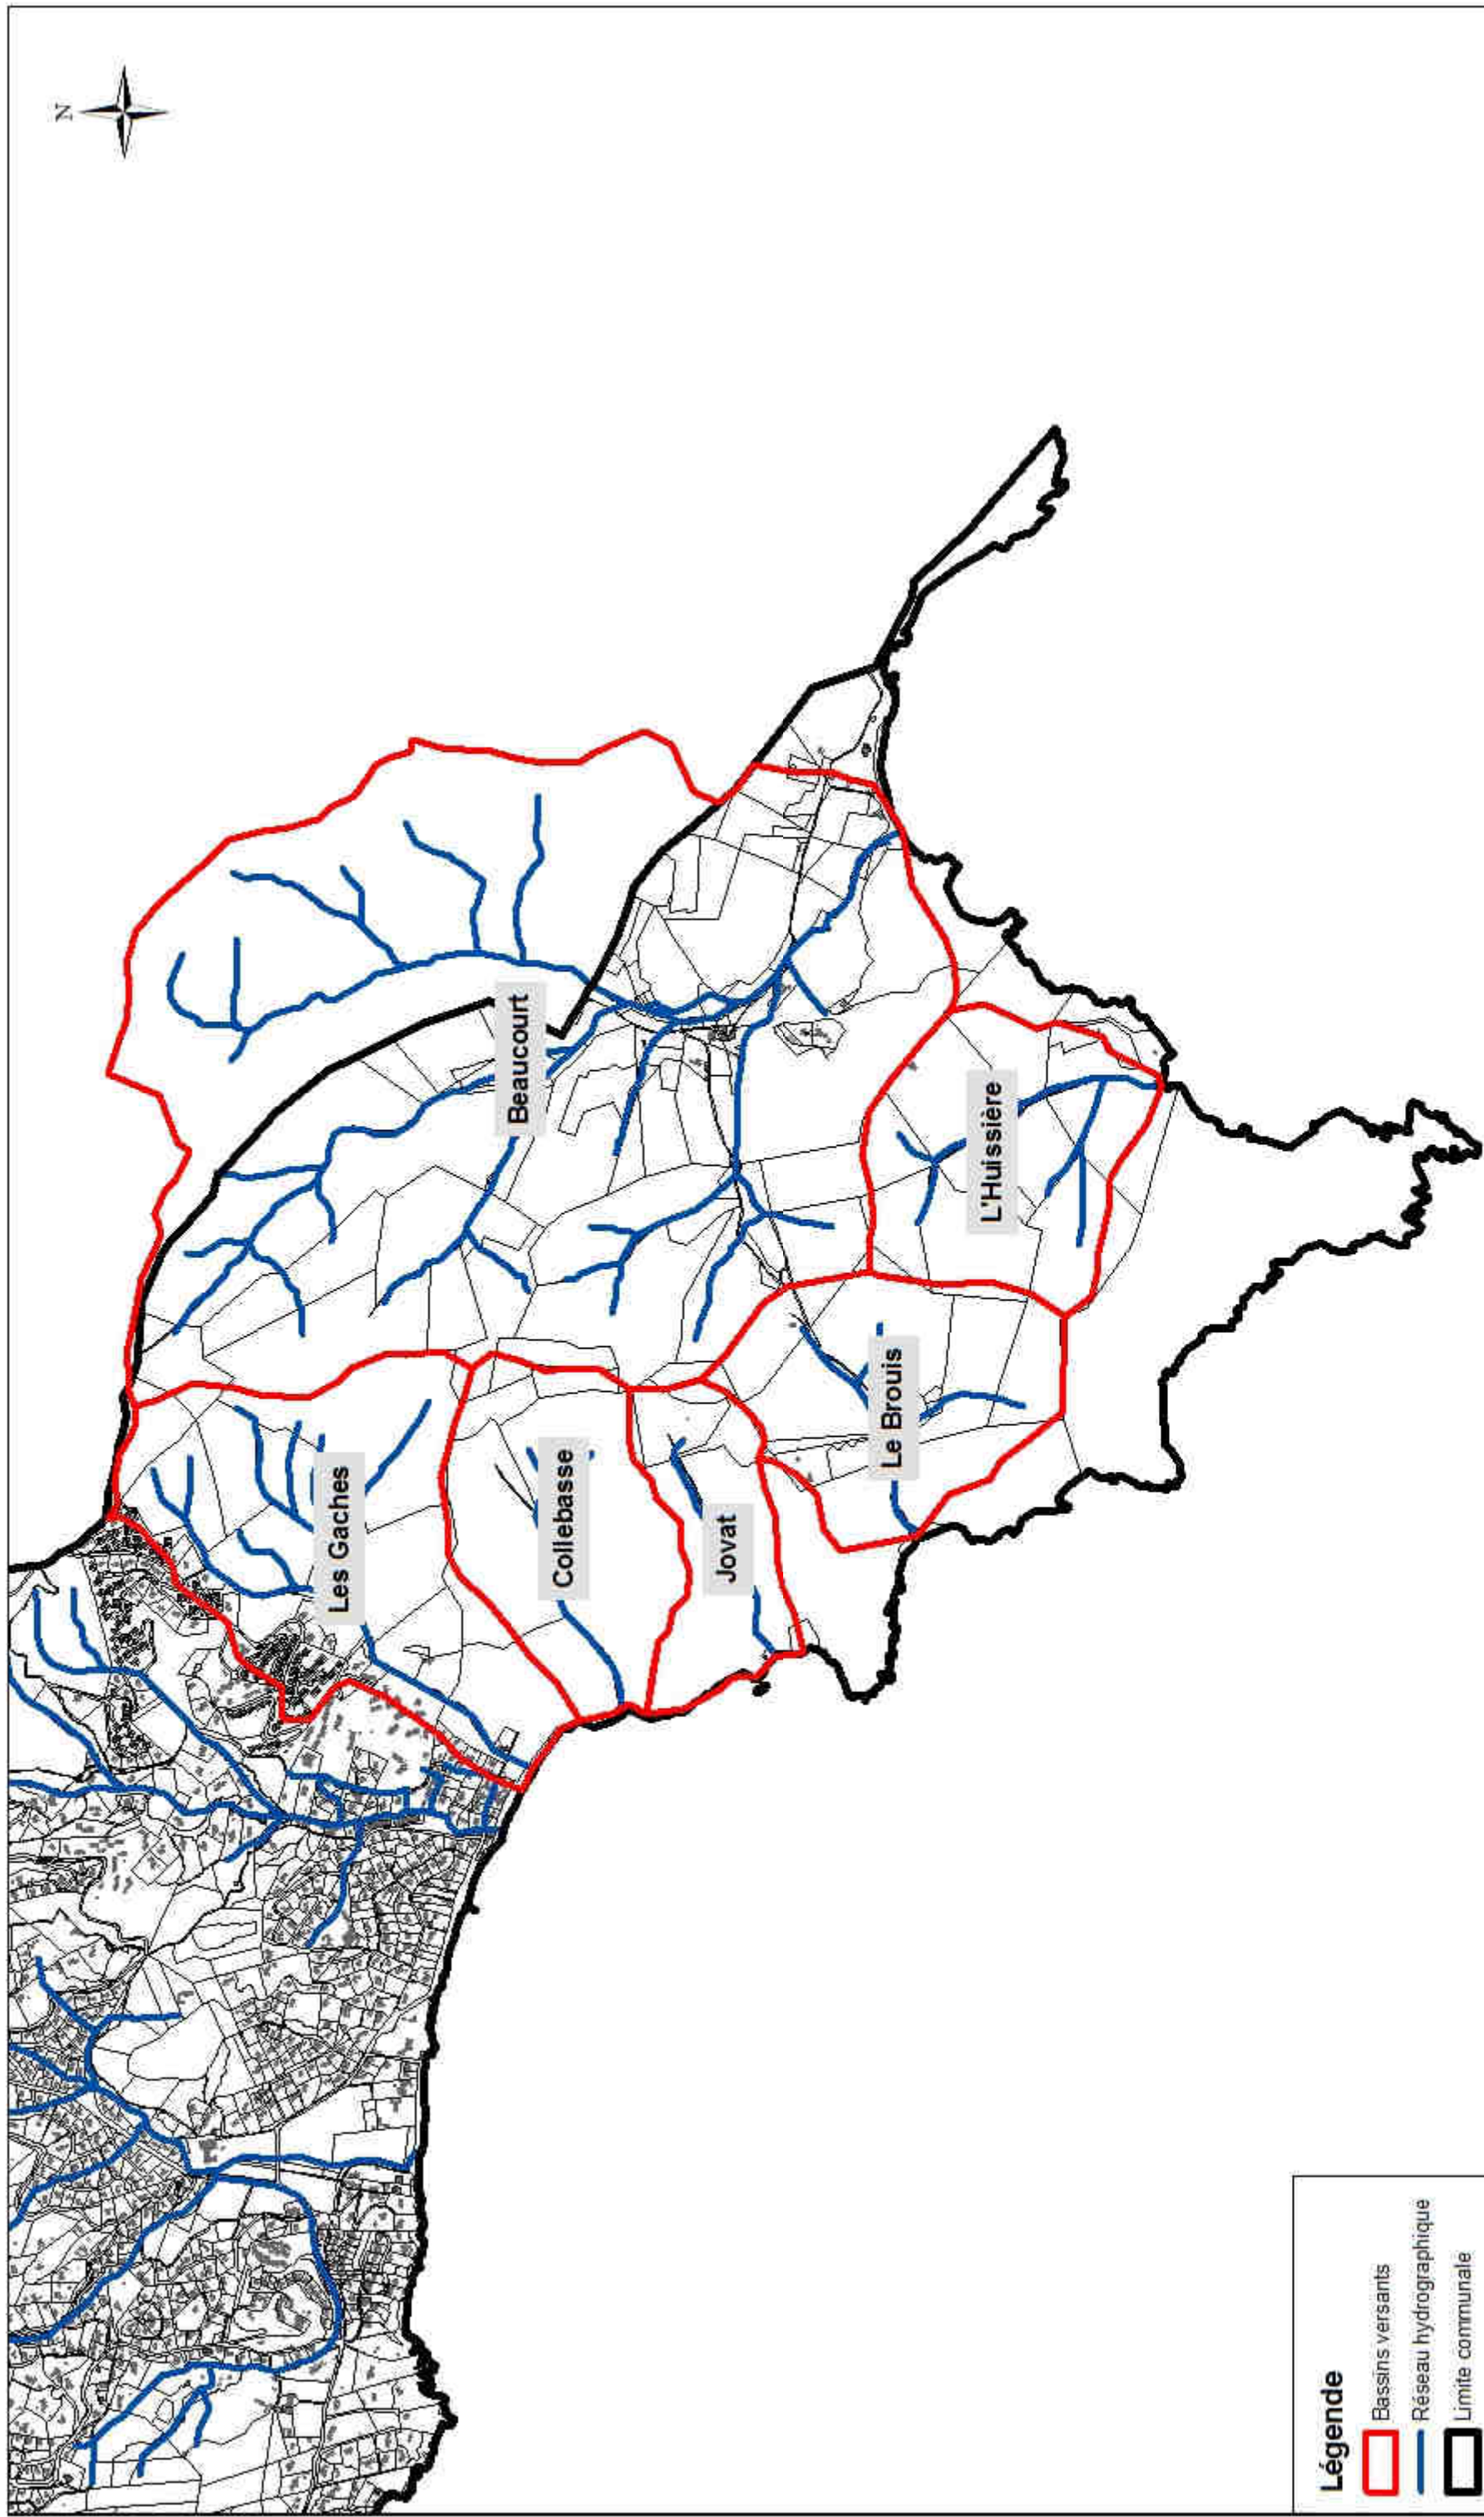 N
Beaucourt
Les Gaches
Collebasse
Jovat
Le Brouis
L'Huissière
Légende
Bassins versants
Réseau hydrographique
Limite communale